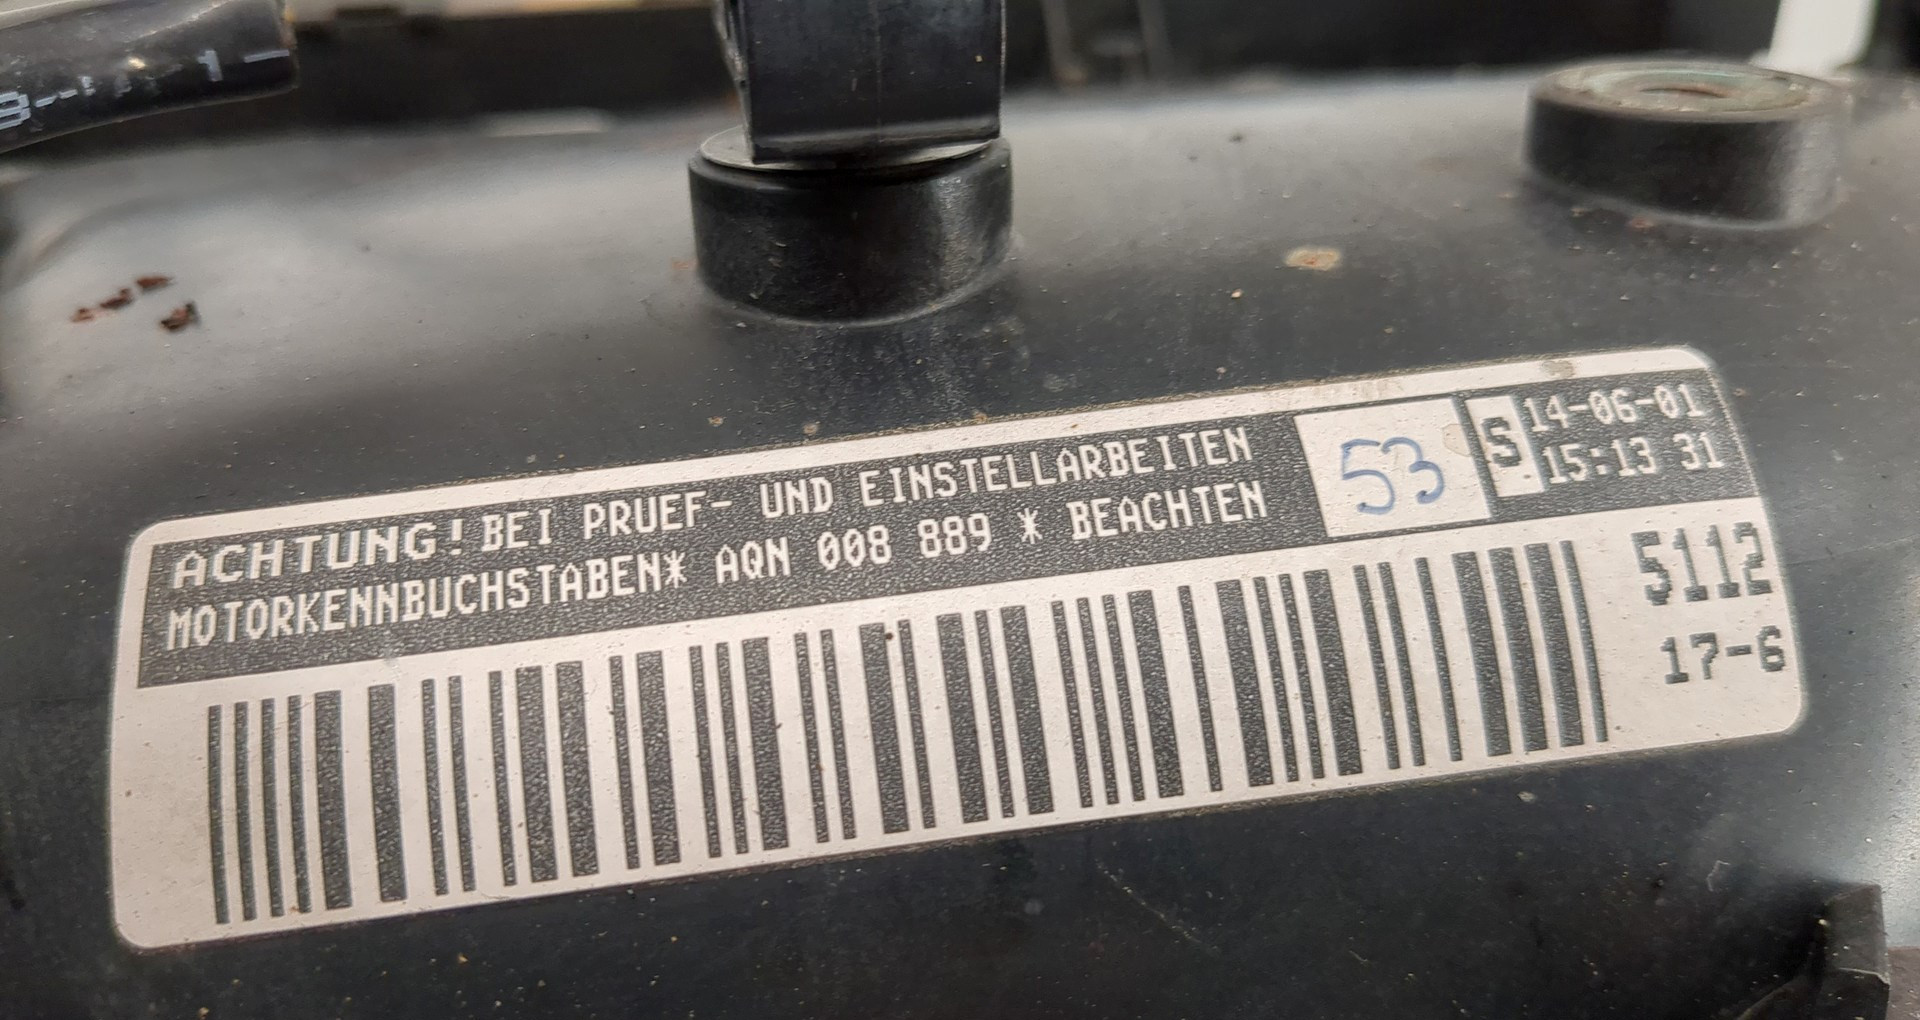 ACHTUNG! BEI PRUEF- UND EINSTELLARBEITEN
MOTORKENNBUCHSTABEN* AQN 008 889 * BEACHTEN
53
S
14-06-01
15:13 31
5112
17-6